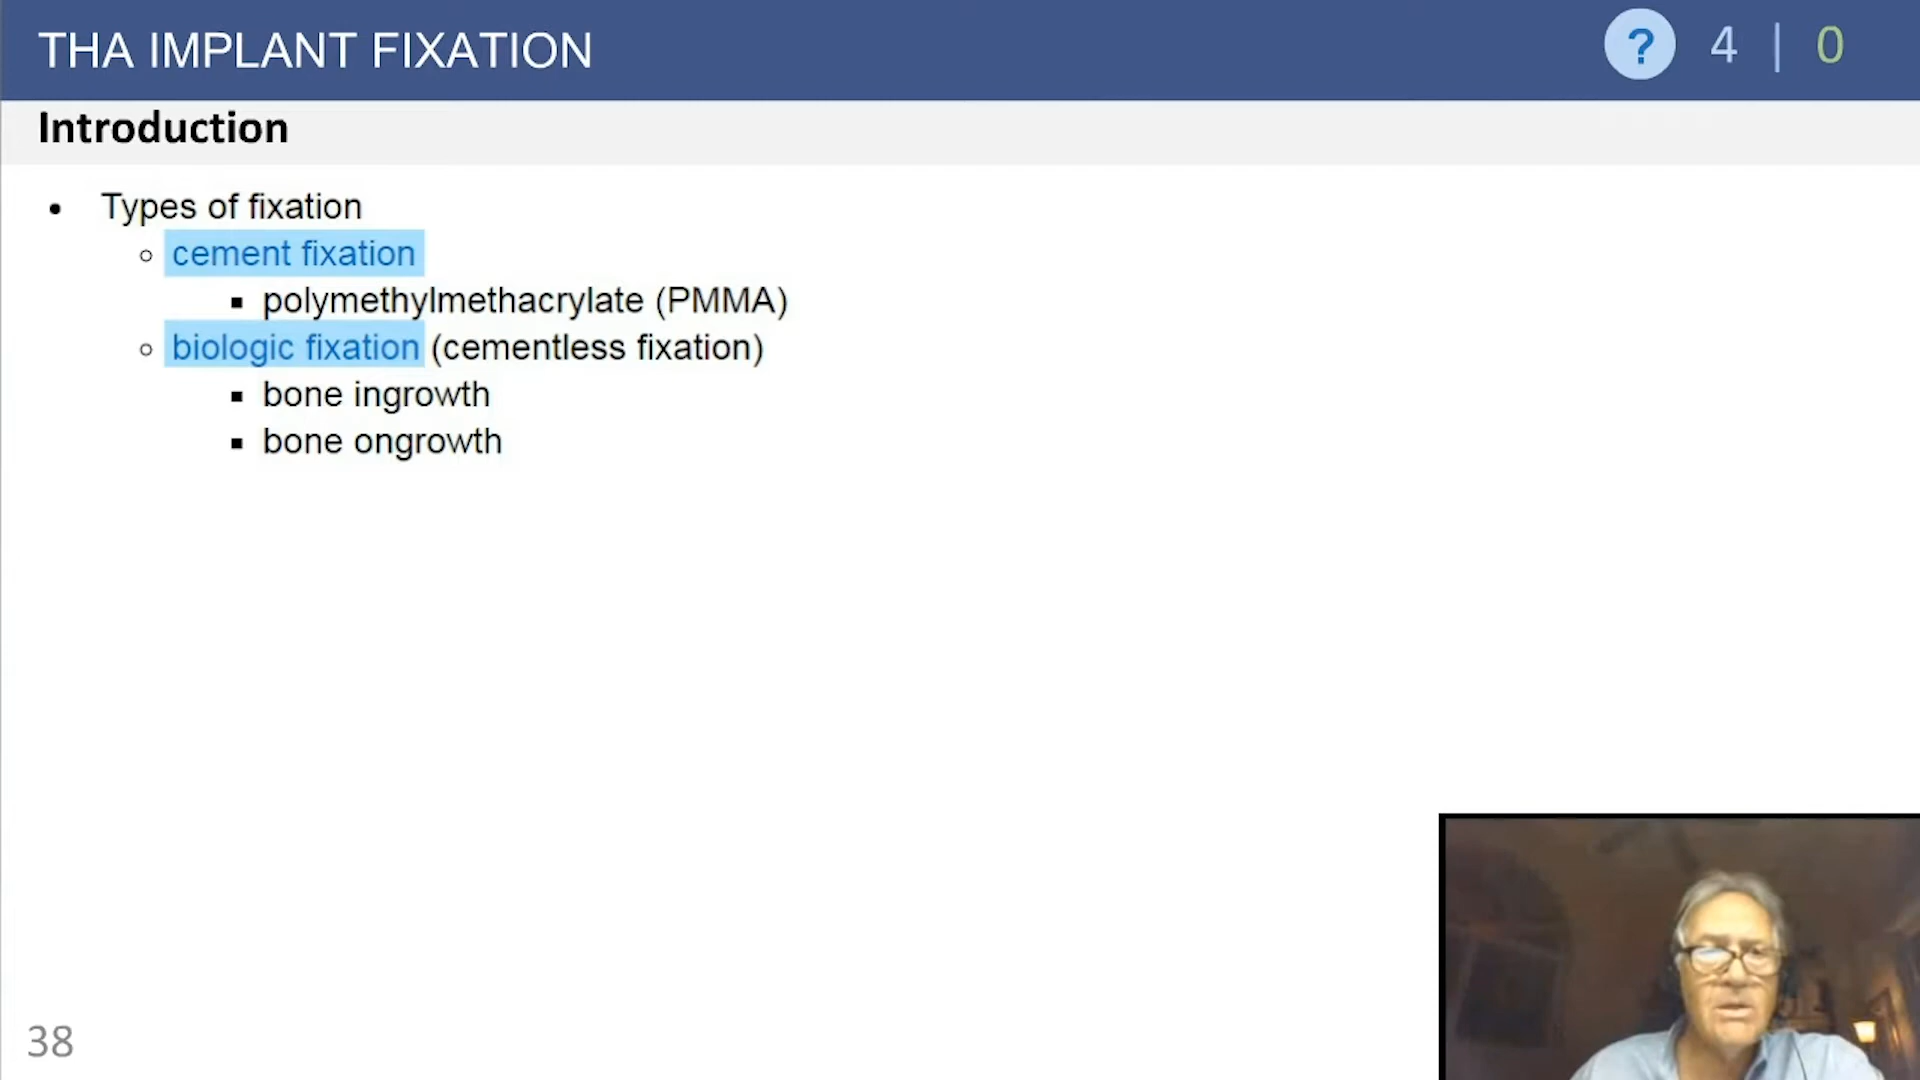 THA IMPLANT FIXATION
? 4 | 0
Introduction
• Types of fixation
○ cement fixation
▪ polymethylmethacrylate (PMMA)
○ biologic fixation (cementless fixation)
▪ bone ingrowth
▪ bone ongrowth
38